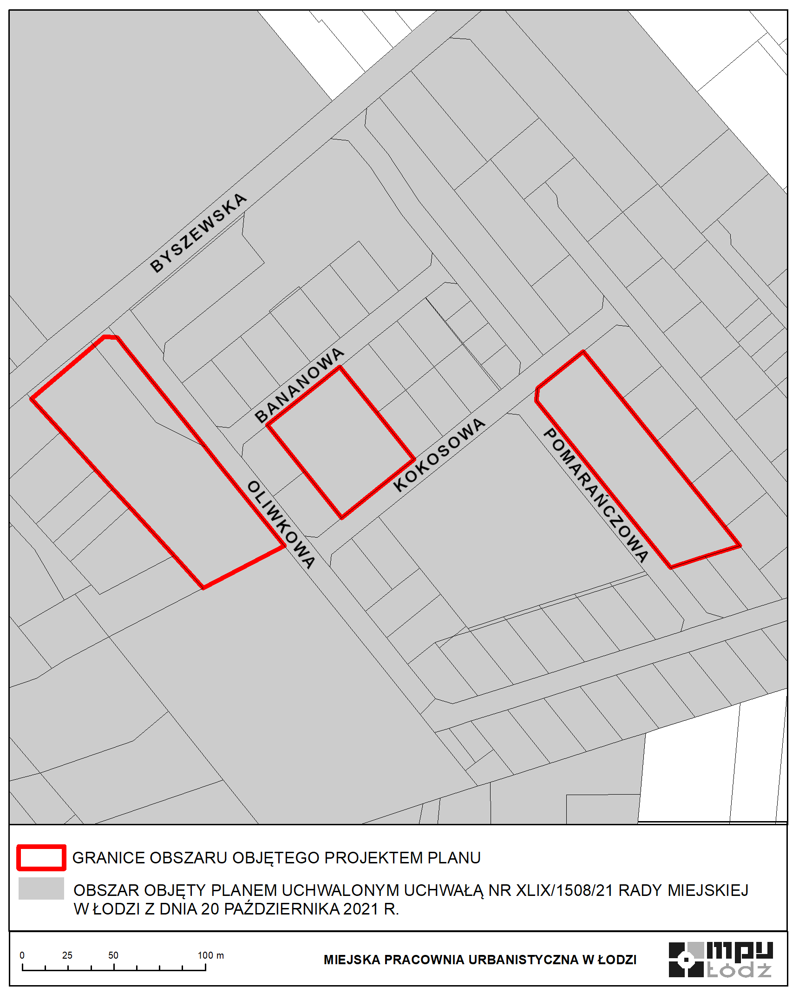 BYSZEWSKA
BANANOWA
KOKOSOWA
POMARAŃCZOWA
OLIWKOWA
GRANICE OBSZARU OBJĘTEGO PROJEKTEM PLANU
OBSZAR OBJĘTY PLANEM UCHWALONYM UCHWAŁĄ NR XLIX/1508/21 RADY MIEJSKIEJ
W ŁODZI Z DNIA 20 PAŹDZIERNIKA 2021 R.
0 25 50 100 m
MIEJSKA PRACOWNIA URBANISTYCZNA W ŁODZI
mpu
Łódź